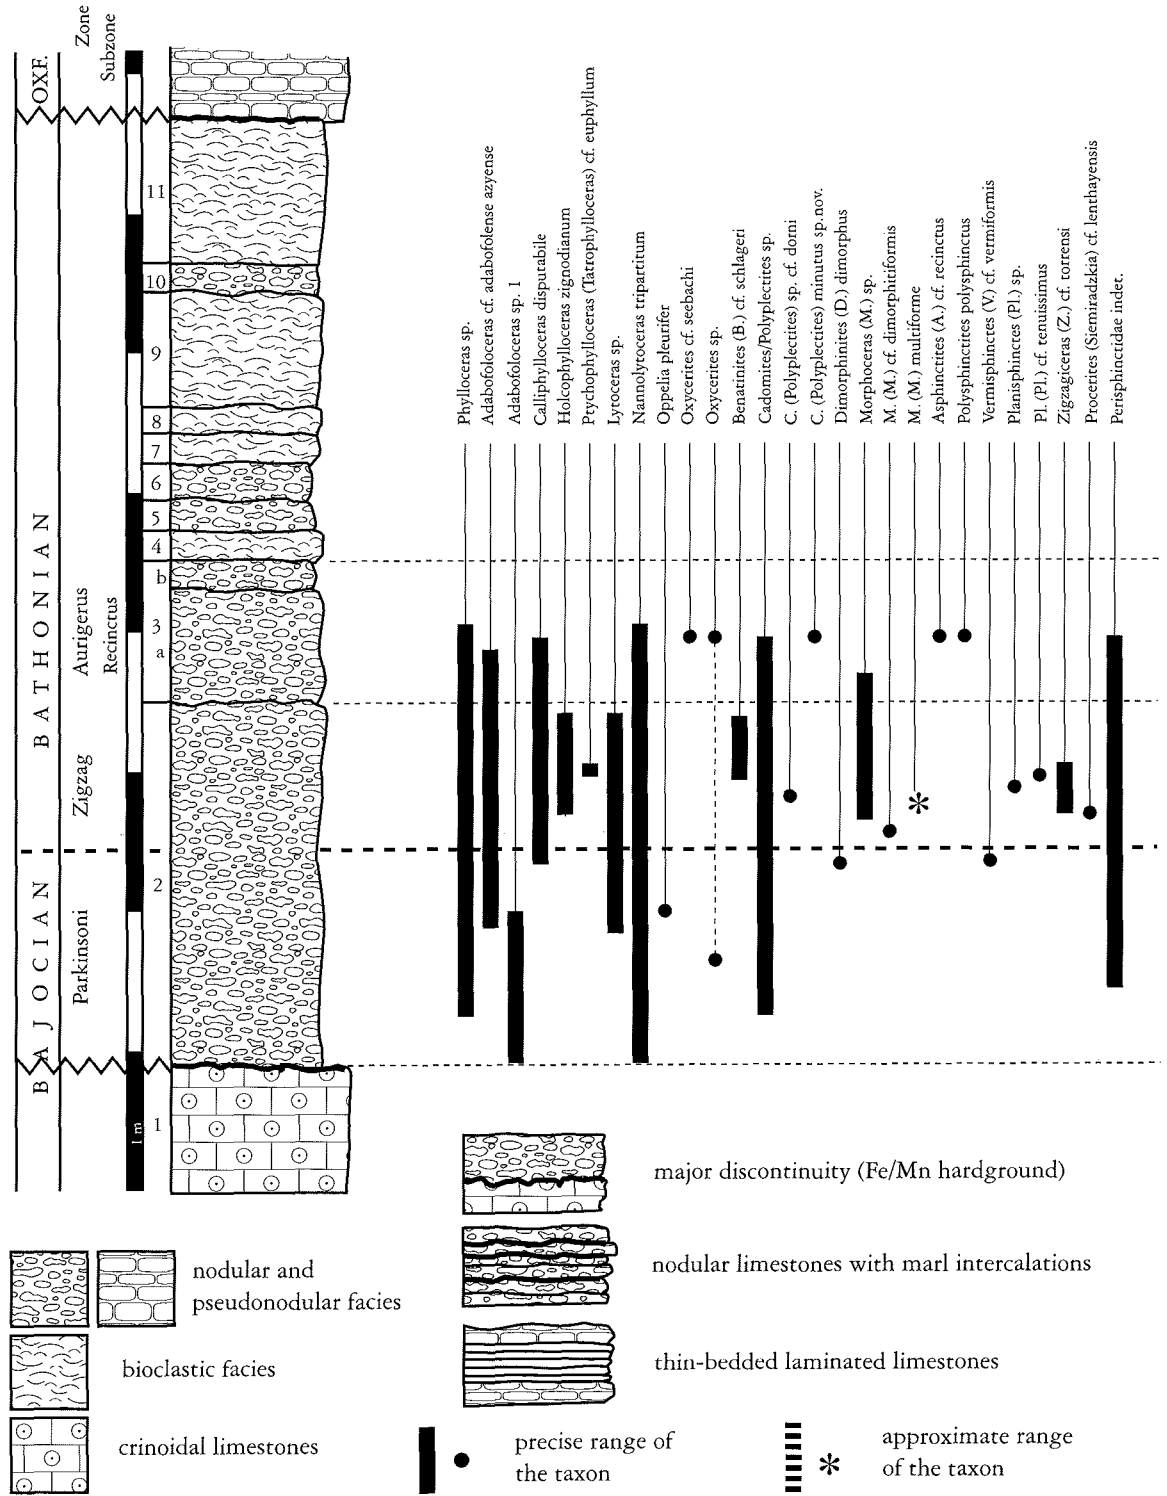 Zone
Subzone
OXF.
BATHONIAN
BAJOCIAN
Aurigerus
Recinctus
Zigzag
Parkinsoni
11
10
9
8
7
6
5
4
b
3
a
2
1
1 m
Phylloceras sp.
Adabofoloceras cf. adabofolense azyense
Adabofoloceras sp. 1
Calliphylloceras disputabile
Holcophylloceras zignodianum
Ptychophylloceras (Tatrophylloceras) cf. euphyllum
Lytoceras sp.
Nannolytoceras tripartitum
Oppelia pleurifer
Oxycerites cf. seebachi
Oxycerites sp.
Benatinites (B.) cf. schlageri
Cadomites/Polyplectites sp.
C. (Polyplectites) sp. cf. dorni
C. (Polyplectites) minutus sp.nov.
Dimorphinites (D.) dimorphus
Morphoceras (M.) sp.
M. (M.) cf. dimorphitiformis
M. (M.) multiforme
Asphinctites (A.) cf. recinctus
Polysphinctites polysphinctus
Vermisphinctes (V.) cf. vermiformis
Planisphinctes (Pl.) sp.
Pl. (Pl.) cf. tenuissimus
Zigzagiceras (Z.) cf. torrensi
Procerites (Siemiradzkia) cf. lenthayensis
Perisphinctidae indet.
major discontinuity (Fe/Mn hardground)
nodular limestones with marl intercalations
thin-bedded laminated limestones
nodular and
pseudonodular facies
bioclastic facies
crinoidal limestones
precise range of
the taxon
approximate range
of the taxon